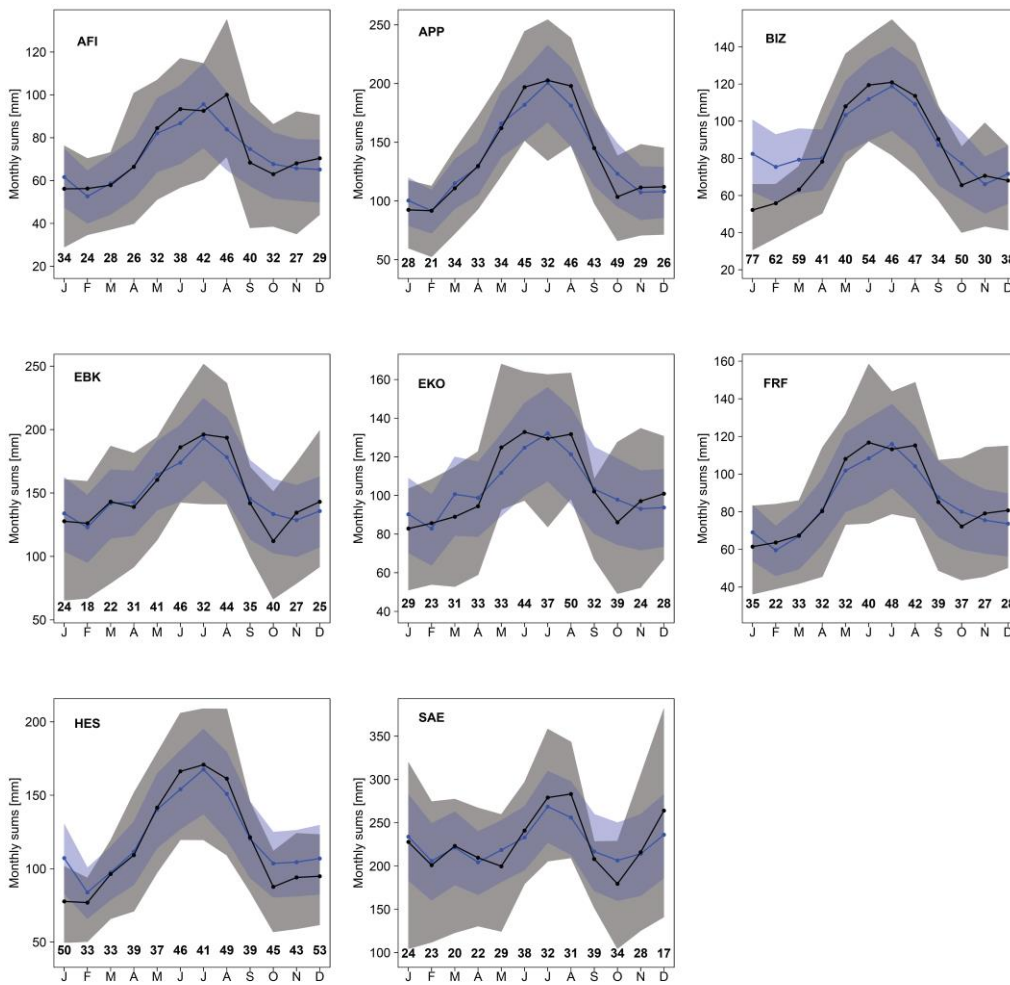 AFI
Monthly sums [mm]
120
100
80
60
40
20
34 24 28 26 32 38 42 46 40 32 27 29
J F M A M J J A S O N D
APP
Monthly sums [mm]
250
200
150
100
50
28 21 34 33 34 45 32 46 43 49 29 26
J F M A M J J A S O N D
BIZ
Monthly sums [mm]
140
120
100
80
60
40
20
77 62 59 41 40 54 46 47 34 50 30 38
J F M A M J J A S O N D
EBK
Monthly sums [mm]
250
200
150
100
50
24 18 22 31 41 46 32 44 35 40 27 25
J F M A M J J A S O N D
EKO
Monthly sums [mm]
160
140
120
100
80
60
40
29 23 31 33 33 44 37 50 32 39 24 28
J F M A M J J A S O N D
FRF
Monthly sums [mm]
160
140
120
100
80
60
40
35 22 33 32 32 40 48 42 39 37 27 28
J F M A M J J A S O N D
HES
Monthly sums [mm]
200
150
100
50
50 33 33 39 37 46 41 49 39 45 43 53
J F M A M J J A S O N D
SAE
Monthly sums [mm]
350
300
250
200
150
100
24 23 20 22 29 38 32 31 39 34 28 17
J F M A M J J A S O N D